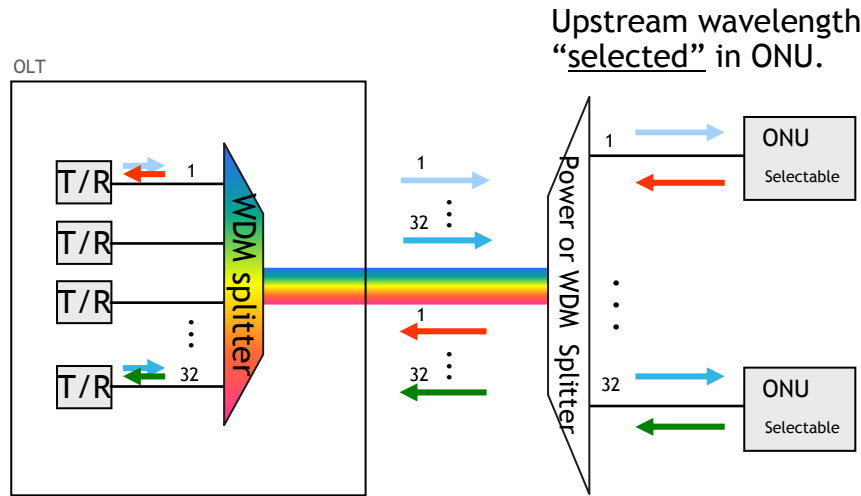 Upstream wavelength
“selected” in ONU.
OLT
T/R
1
T/R
T/R
⋮
T/R
32
WDM splitter
1
⋮
32
1
32
⋮
Power or WDM Splitter
1
ONU
Selectable
⋮
32
ONU
Selectable